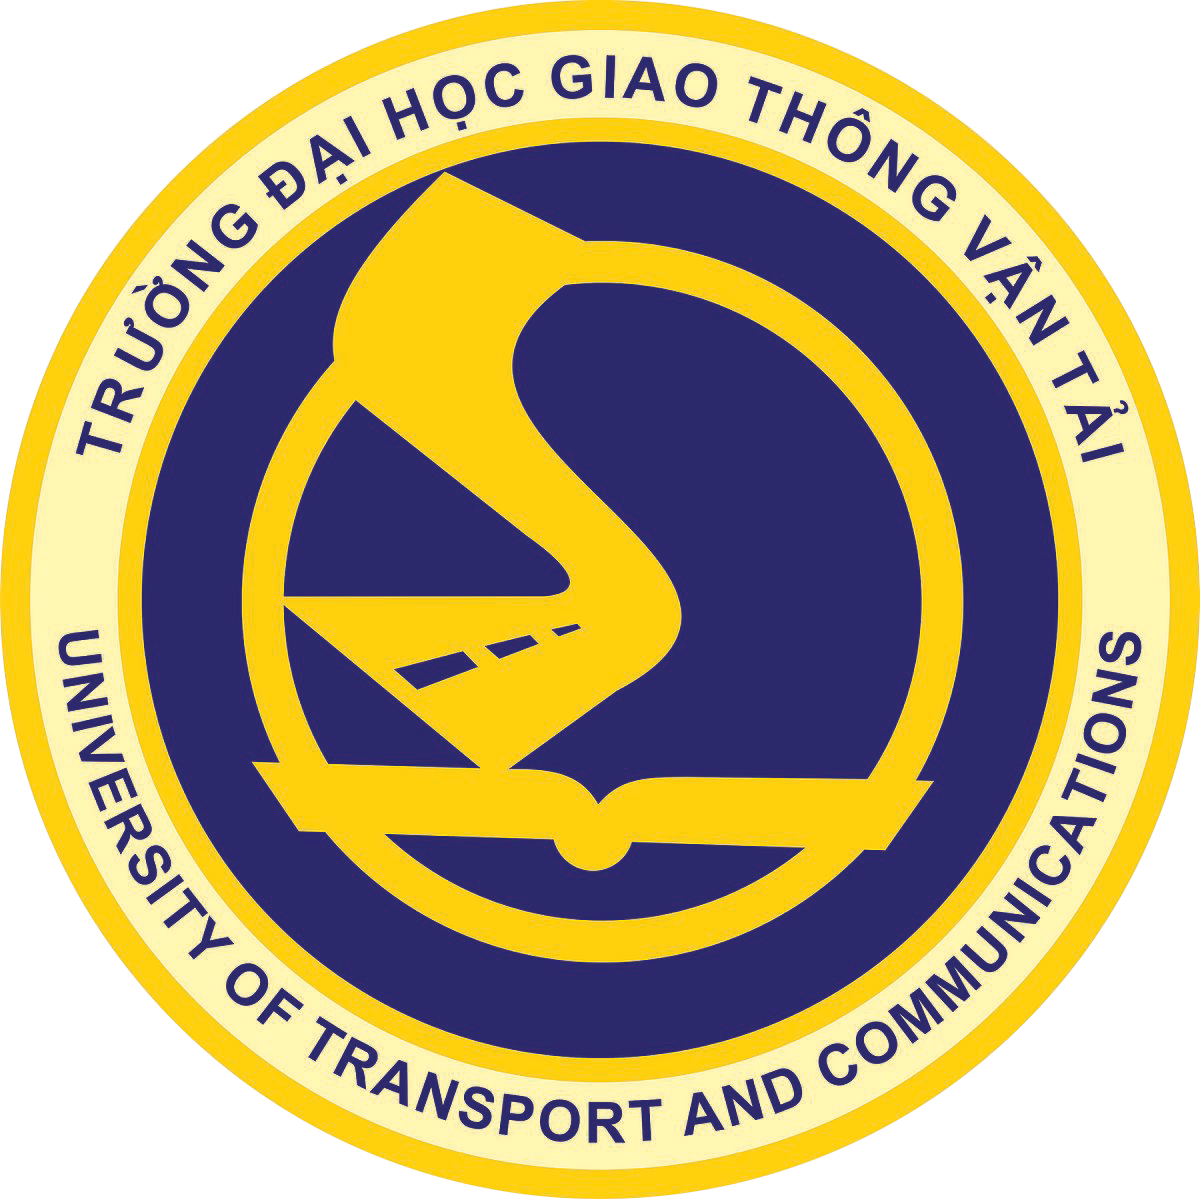 TRƯỜNG ĐẠI HỌC GIAO THÔNG VẬN TẢI
UNIVERSITY OF TRANSPORT AND COMMUNICATIONS